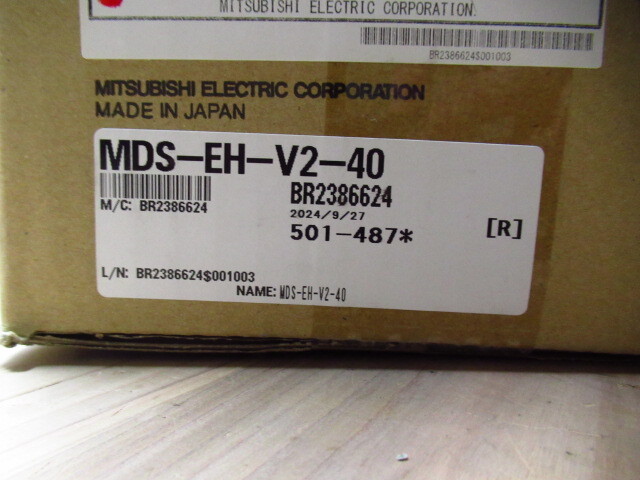 MITSUBISHI ELECTRIC CORPORATION.
BR2386624$001003
MITSUBISHI ELECTRIC CORPORATION
MADE IN JAPAN
MDS-EH-V2-40
BR2386624
M/C: BR2386624
2024/9/27
501-487*
[R]
L/N: BR2386624$001003
NAME: MDS-EH-V2-40